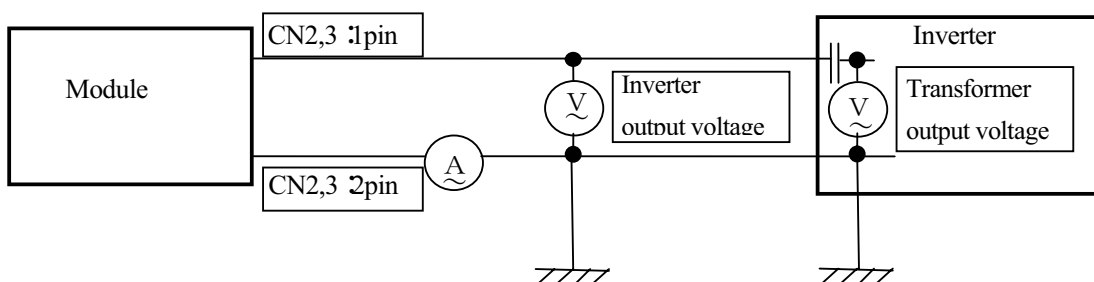 CN2,3：1pin
Inverter
Module
V
Inverter
output voltage
V
Transformer
output voltage
A
CN2,3：2pin